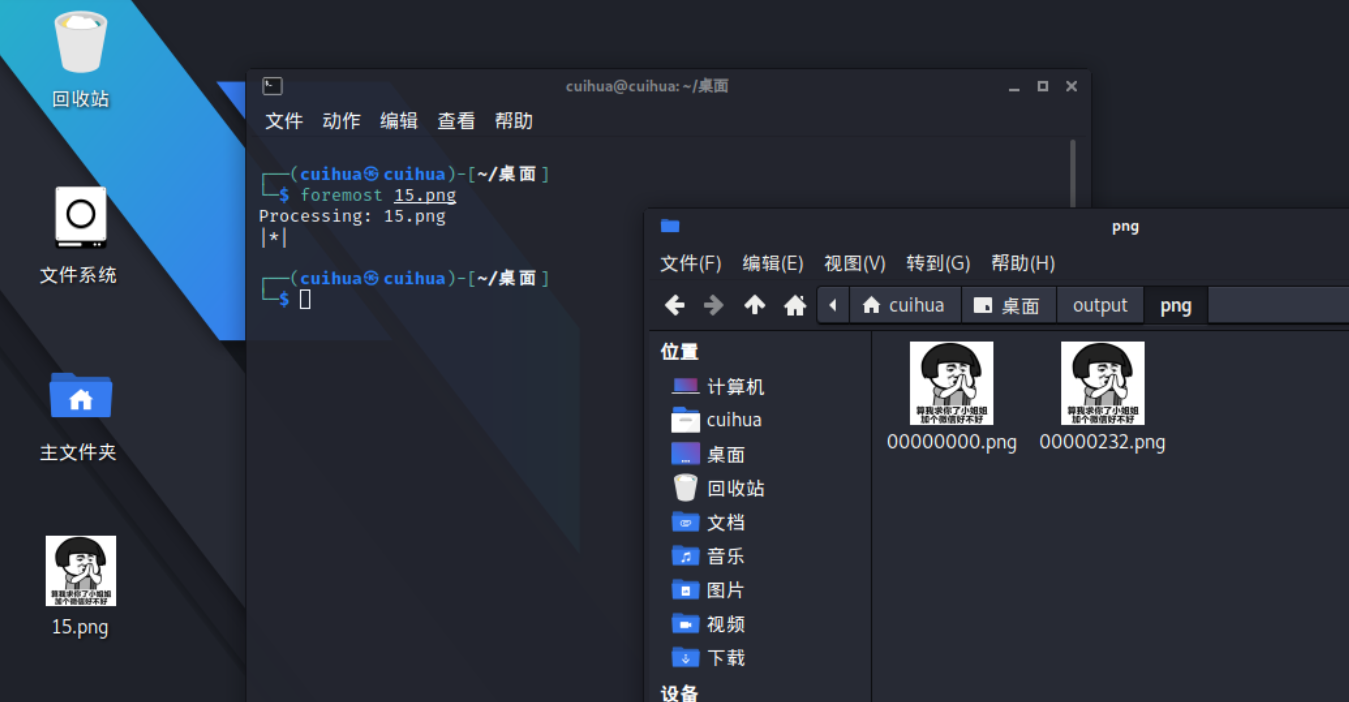 回收站
文件系统
主文件夹
15.png
cuihua@cuihua: ~/桌面
文件 动作 编辑 查看 帮助
┌──(cuihua㉿cuihua)-[~/桌面]
└─$ foremost 15.png
Processing: 15.png
|*|
┌──(cuihua㉿cuihua)-[~/桌面]
└─$
png
文件(F) 编辑(E) 视图(V) 转到(G) 帮助(H)
cuihua 桌面 output png
位置
计算机
cuihua
桌面
回收站
文档
音乐
图片
视频
下载
设备
算我求你了小姐姐
加个微信好不好
00000000.png
算我求你了小姐姐
加个微信好不好
00000232.png
算我求你了小姐姐
加个微信好不好